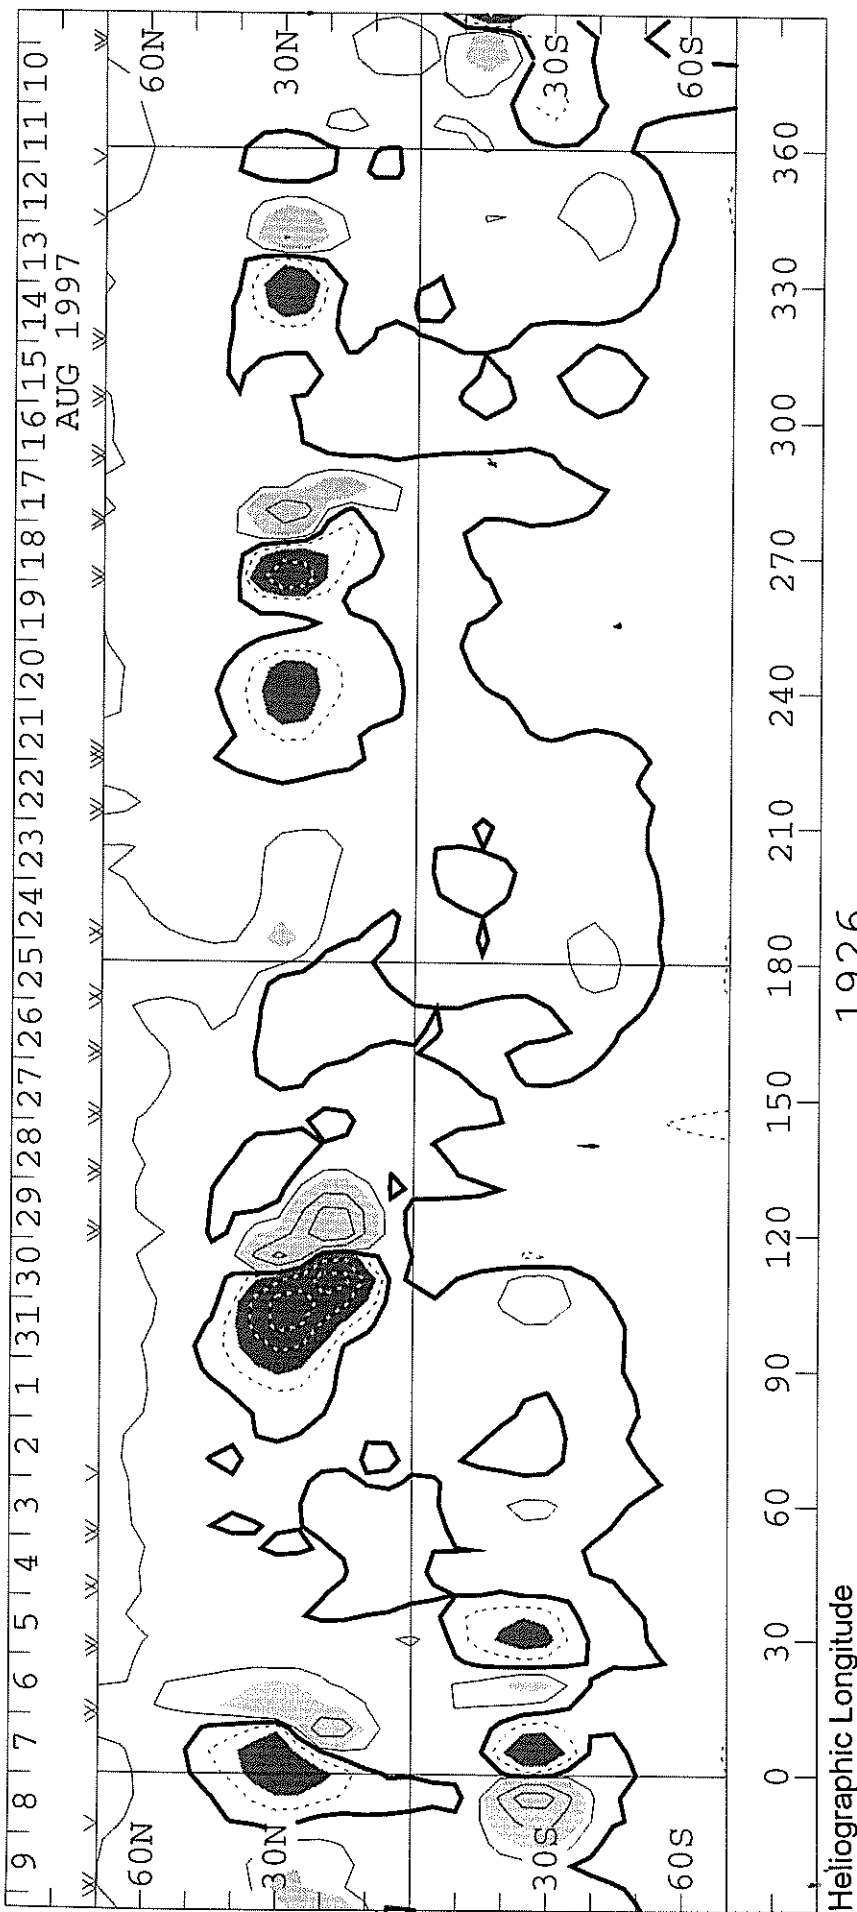 9 8 7 6 5 4 3 2 1 31 30 29 28 27 26 25 24 23 22 21 20 19 18 17 16 15 14 13 12 11 10
AUG 1997
60N 60N
30N 30N
30S 30S
60S 60S
0 30 60 90 120 150 180 210 240 270 300 330 360
Heliographic Longitude
1926